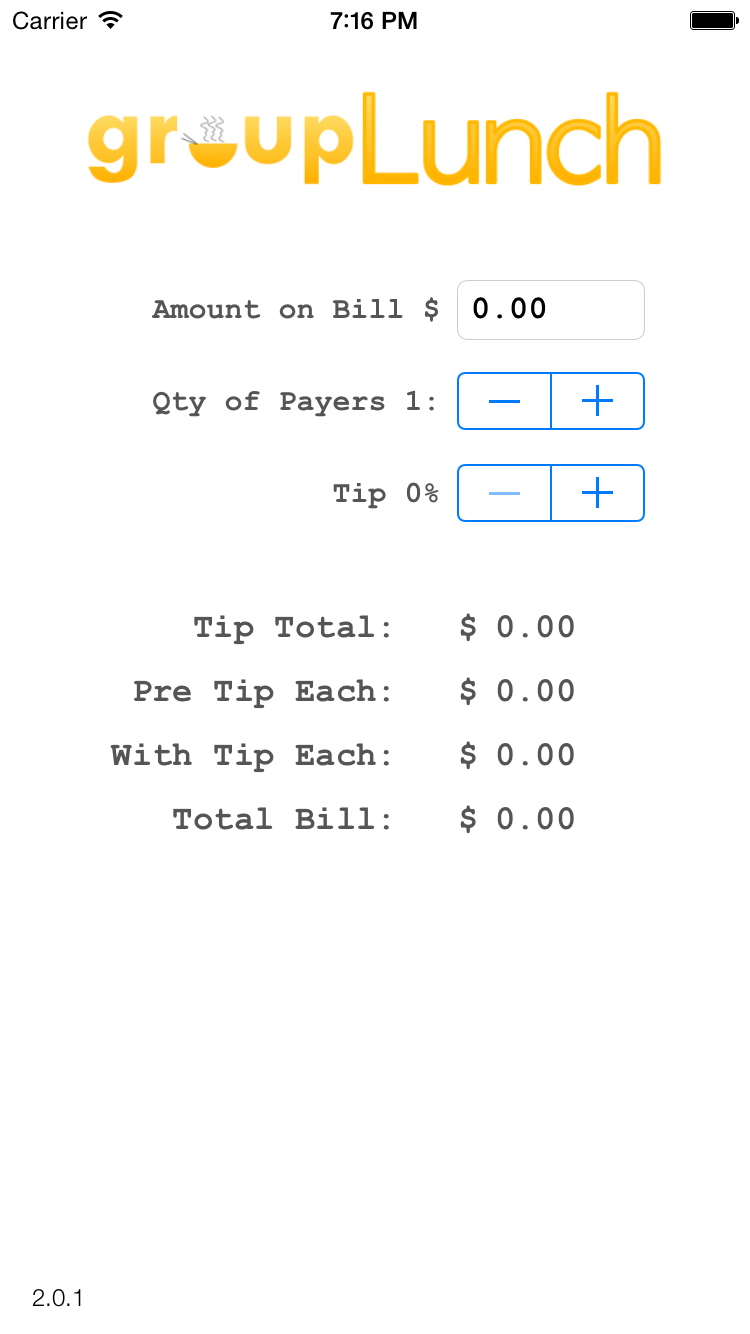 Carrier 7:16 PM
groupLunch
Amount on Bill $ 0.00
Qty of Payers 1:
Tip 0%
Tip Total: $ 0.00
Pre Tip Each: $ 0.00
With Tip Each: $ 0.00
Total Bill: $ 0.00
2.0.1